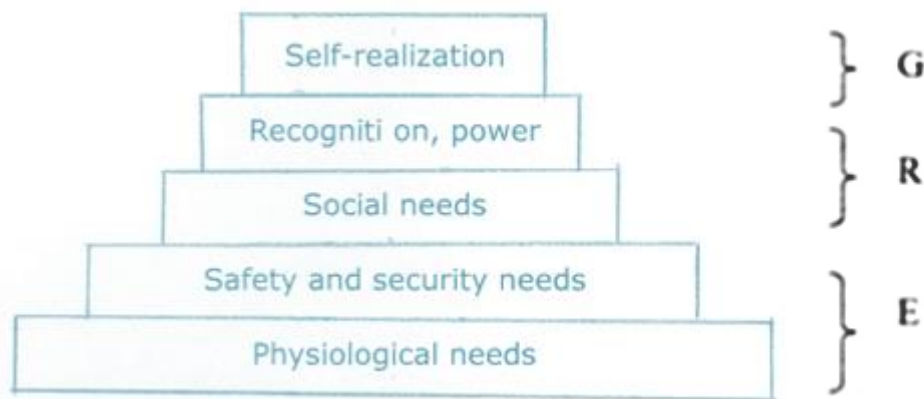 Self-realization
G
Recogniti on, power
R
Social needs
Safety and security needs
E
Physiological needs